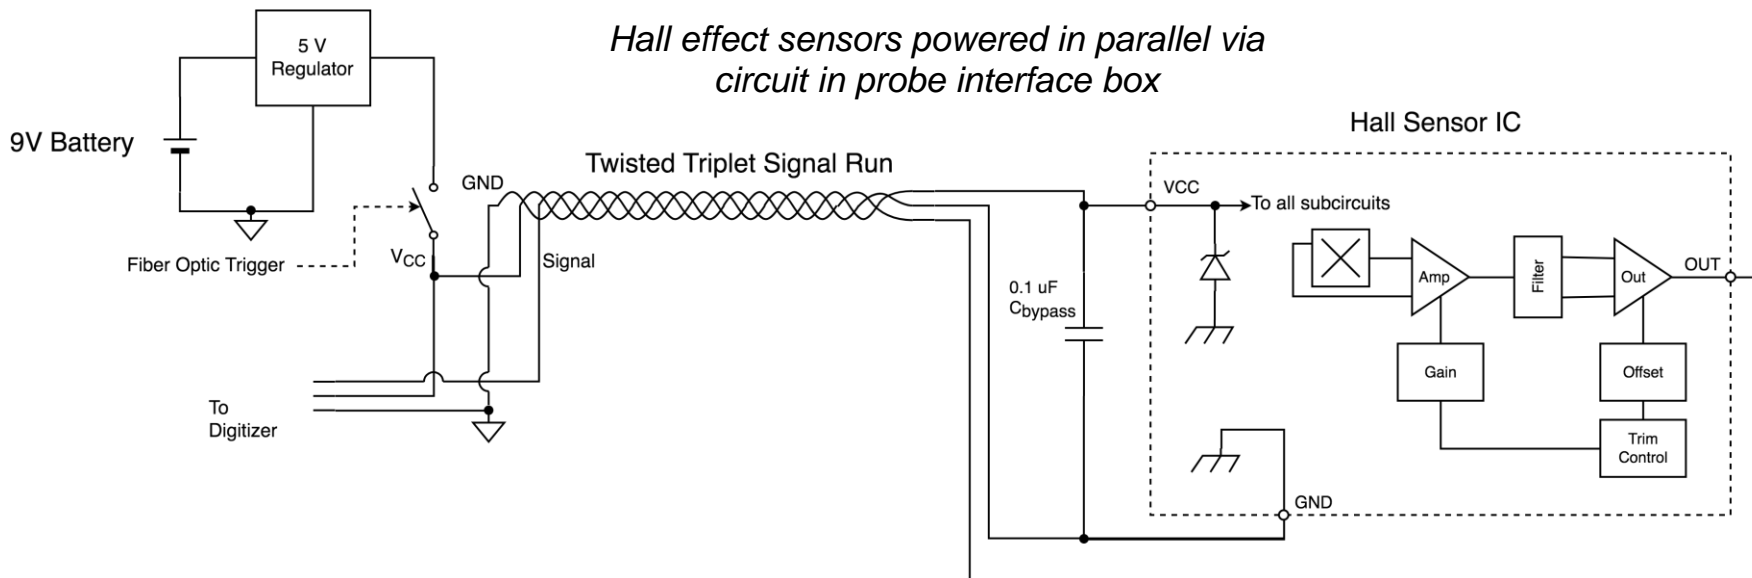 Hall effect sensors powered in parallel via
circuit in probe interface box
5 V
Regulator
9V Battery
Fiber Optic Trigger
VCC
GND
Signal
Twisted Triplet Signal Run
To
Digitizer
0.1 uF
Cbypass
Hall Sensor IC
VCC
To all subcircuits
Amp
Filter
Out
OUT
Gain
Offset
Trim
Control
GND